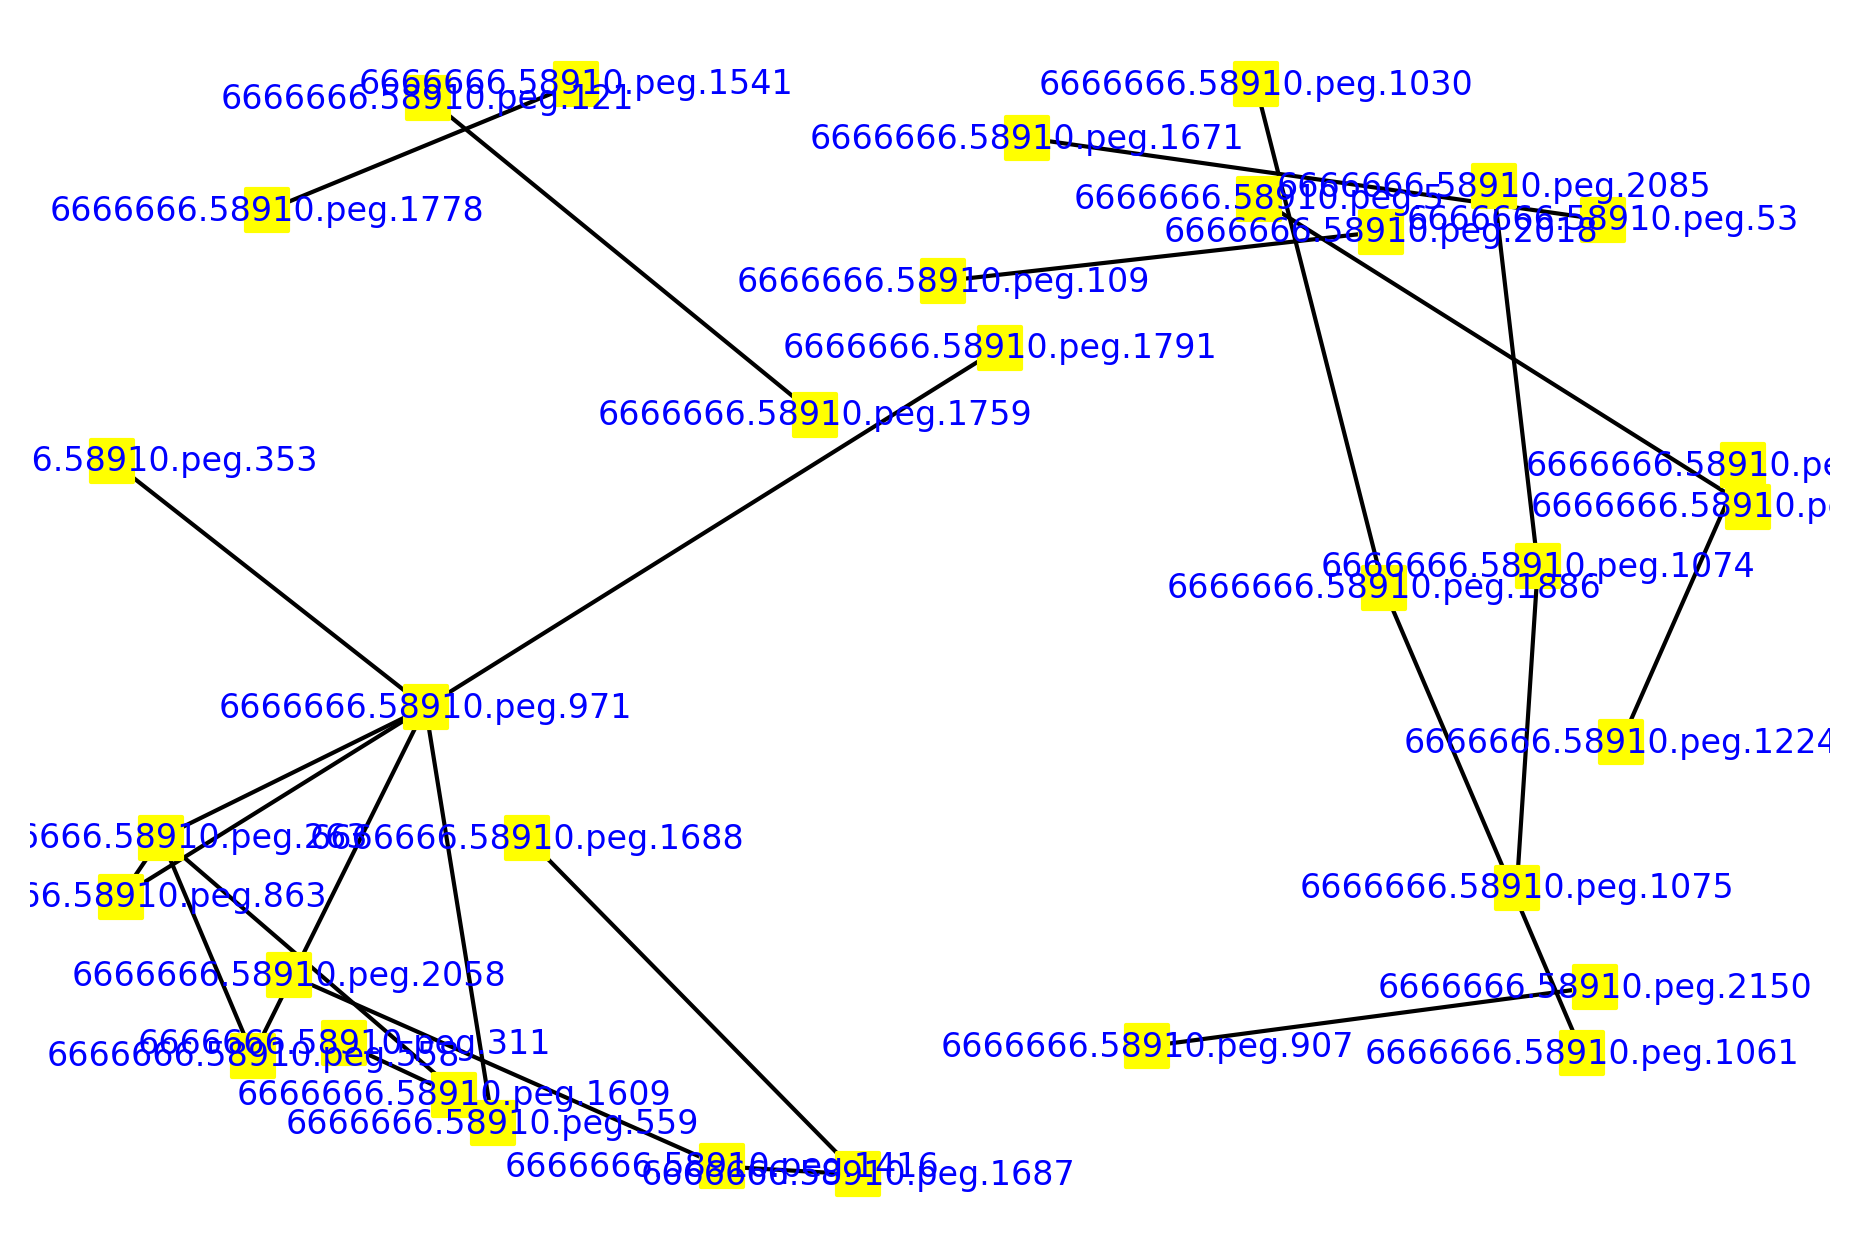 6666666.58910.peg.1541
6666666.58910.peg.121
6666666.58910.peg.1030
6666666.58910.peg.1671
6666666.58910.peg.2085
6666666.58910.peg.5
6666666.58910.peg.1778
6666666.58910.peg.53
6666666.58910.peg.2018
6666666.58910.peg.109
6666666.58910.peg.1791
6666666.58910.peg.1759
6.58910.peg.353
6666666.58910.pe
6666666.58910.p
6666666.58910.peg.1074
6666666.58910.peg.1886
6666666.58910.peg.971
6666666.58910.peg.1224
6666.58910.peg.263
6666666.58910.peg.1688
6666666.58910.peg.1075
66.58910.peg.863
6666666.58910.peg.2058
6666666.58910.peg.2150
6666666.58910.peg.311
6666666.58910.peg.907
6666666.58910.peg.558
6666666.58910.peg.1061
6666666.58910.peg.1609
6666666.58910.peg.559
6666666.58910.peg.1416
6666666.58910.peg.1687